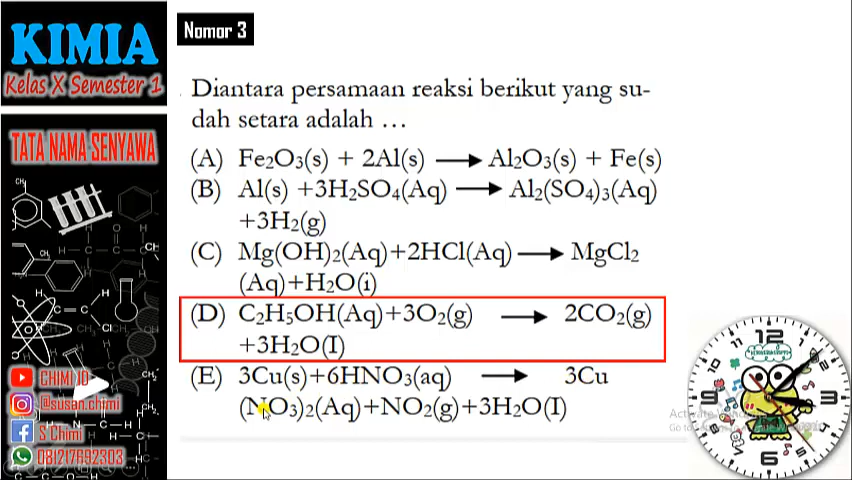 KIMIA
Kelas X Semester 1
Nomor 3
TATA NAMA SENYAWA
Diantara persamaan reaksi berikut yang su-
dah setara adalah ...
(A) Fe₂O₃(s) + 2Al(s) ⟶ Al₂O₃(s) + Fe(s)
(B) Al(s) +3H₂SO₄(Aq) ⟶ Al₂(SO₄)₃(Aq)
+3H₂(g)
(C) Mg(OH)₂(Aq)+2HCl(Aq) ⟶ MgCl₂
(Aq)+H₂O(i)
(D) C₂H₅OH(Aq)+3O₂(g) ⟶ 2CO₂(g)
+3H₂O(I)
(E) 3Cu(s)+6HNO₃(aq) ⟶ 3Cu
(NO₃)₂(Aq)+NO₂(g)+3H₂O(I)
CHIMI ID
@susan.chimi
S Chimi
081217692303
12
3
6